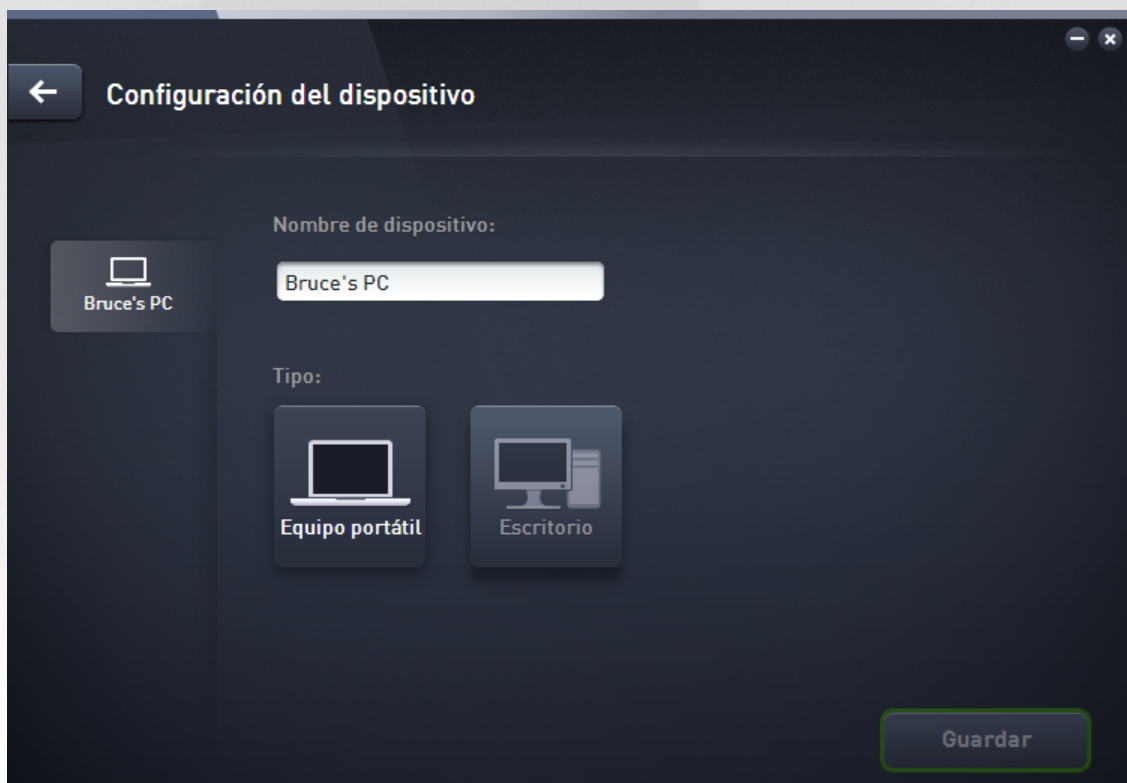 Configuración del dispositivo
Nombre de dispositivo:
Bruce's PC
Bruce's PC
Tipo:
Equipo portátil
Escritorio
Guardar